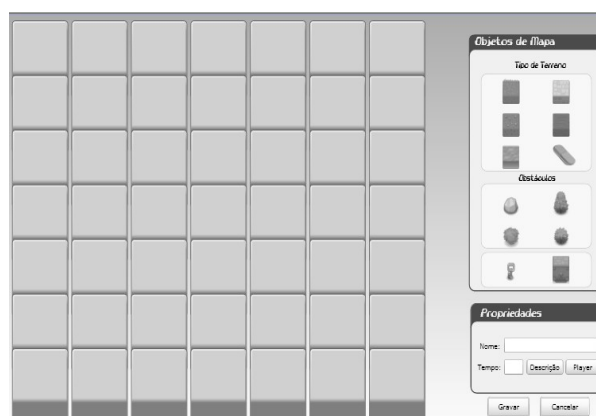 Objetos de Mapa
Tipo de Terreno
Obstáculos
Propriedades
Nome:
Tempo: Descrição Player
Gravar Cancelar